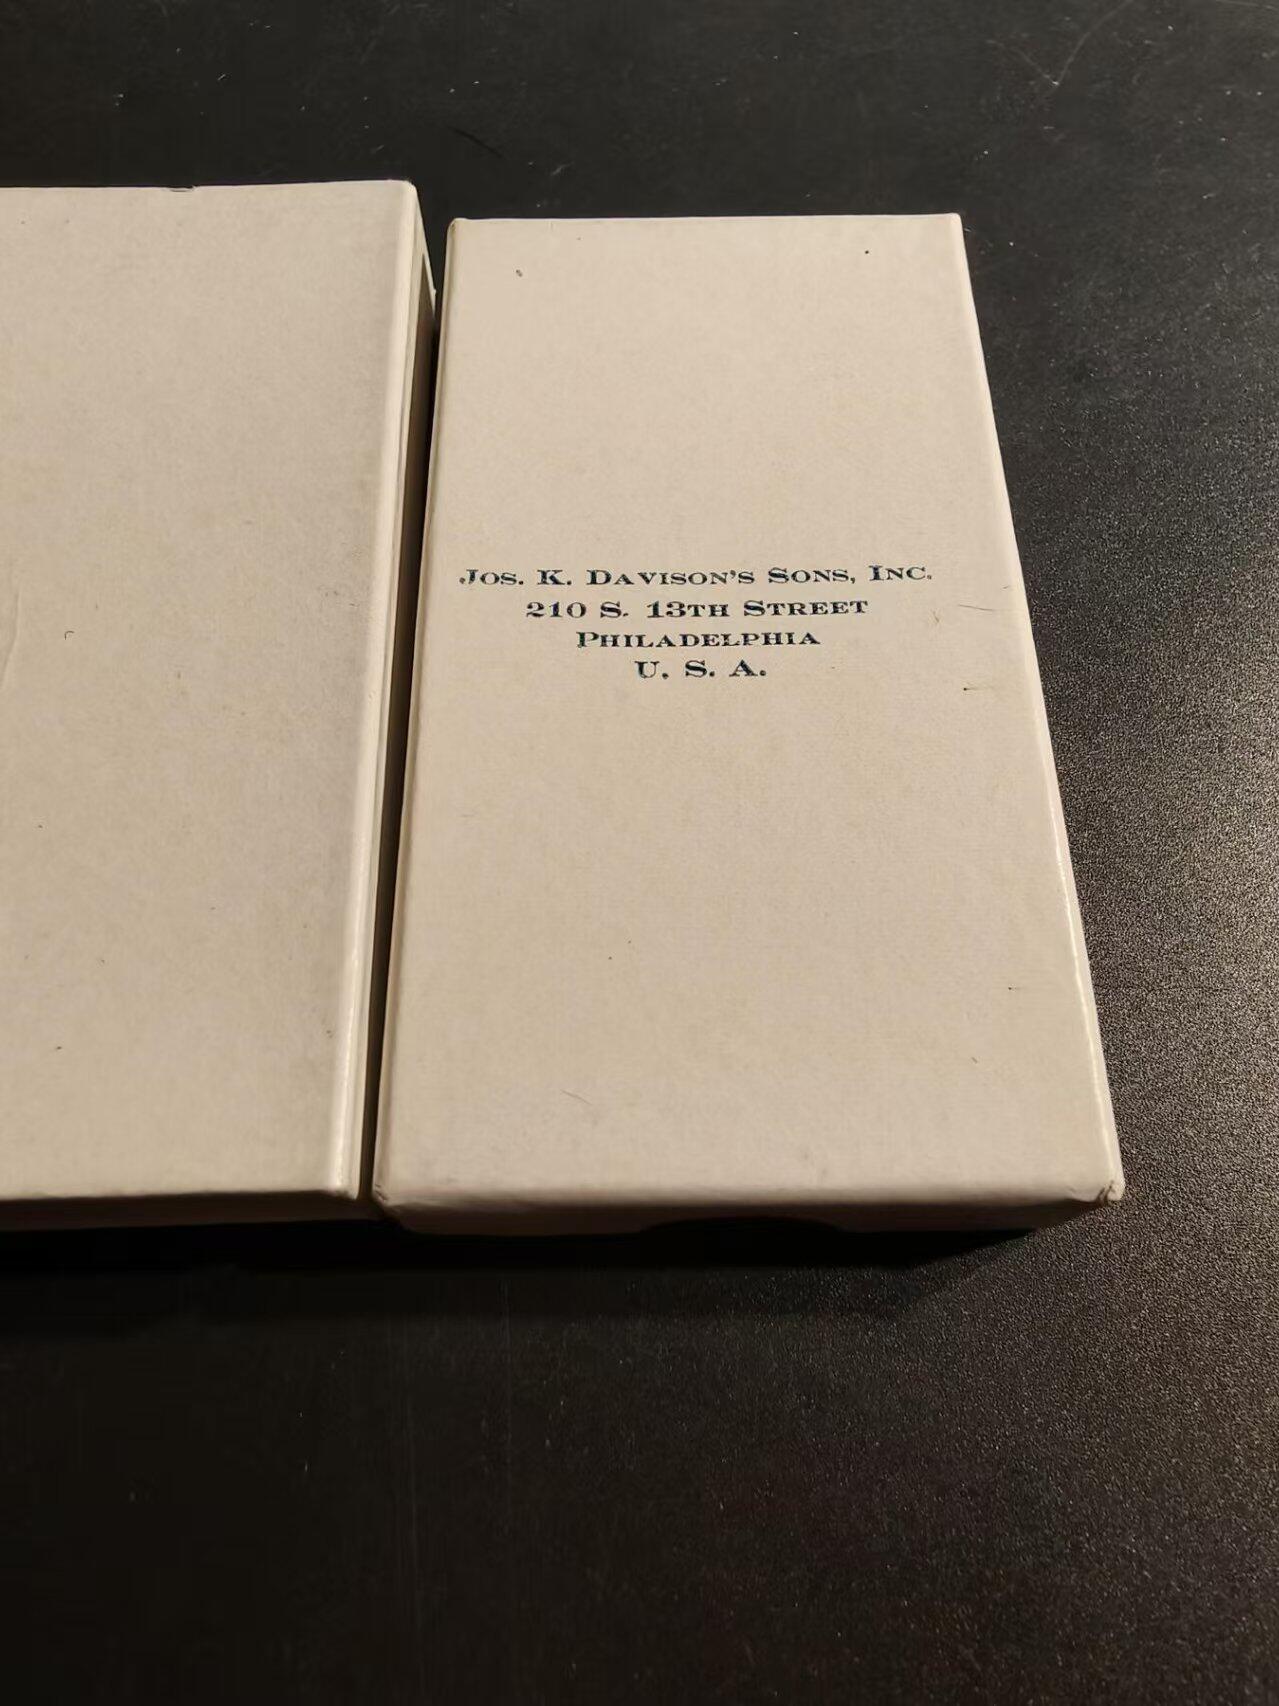 Jos. K. Davison's Sons, Inc.
210 S. 13th Street
Philadelphia
U. S. A.